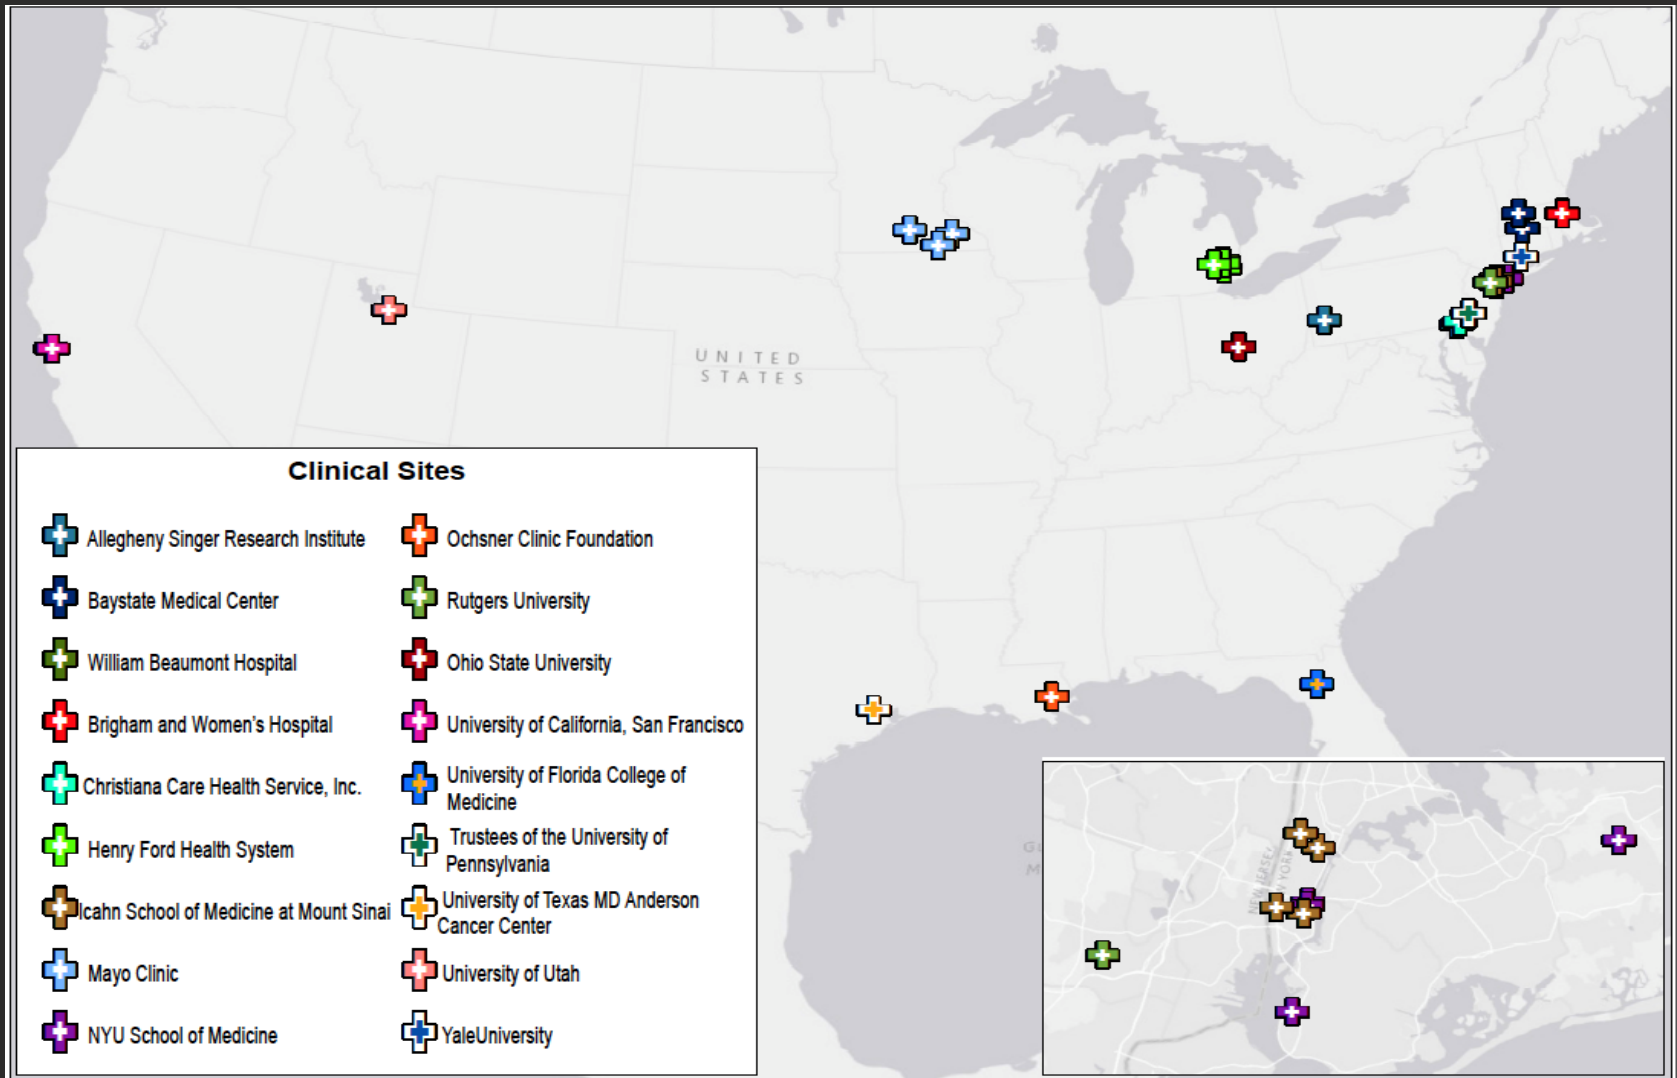 UNITED
STATES
Clinical Sites
Allegheny Singer Research Institute
Baystate Medical Center
William Beaumont Hospital
Brigham and Women's Hospital
Christiana Care Health Service, Inc.
Henry Ford Health System
Icahn School of Medicine at Mount Sinai
Mayo Clinic
NYU School of Medicine
Ochsner Clinic Foundation
Rutgers University
Ohio State University
University of California, San Francisco
University of Florida College of
Medicine
Trustees of the University of
Pennsylvania
University of Texas MD Anderson
Cancer Center
University of Utah
YaleUniversity
NEW JERSEY
NEW YORK